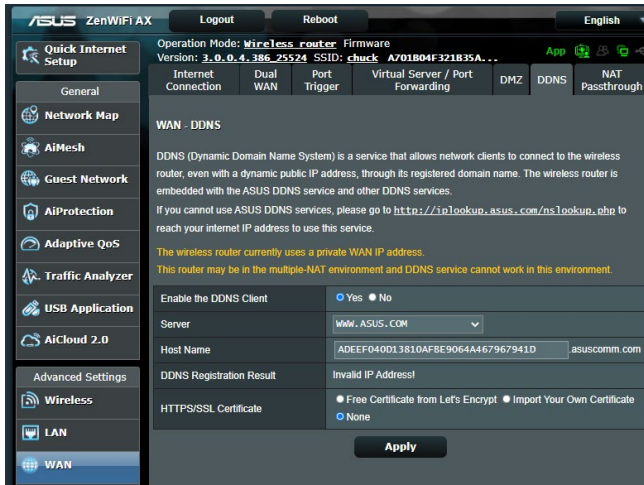 ASUS ZenWiFi AX Logout Reboot English
Quick Internet Setup
General
Network Map
AiMesh
Guest Network
AiProtection
Adaptive QoS
Traffic Analyzer
USB Application
AiCloud 2.0
Advanced Settings
Wireless
LAN
WAN
Operation Mode: Wireless router Firmware
Version: 3.0.0.4.386_25524 SSID: chuck A701B04F321B35A...
App
Internet Connection
Dual WAN
Port Trigger
Virtual Server / Port Forwarding
DMZ
DDNS
NAT Passthrough
WAN - DDNS
DDNS (Dynamic Domain Name System) is a service that allows network clients to connect to the wireless
router, even with a dynamic public IP address, through its registered domain name. The wireless router is
embedded with the ASUS DDNS service and other DDNS services.
If you cannot use ASUS DDNS services, please go to http://iplookup.asus.com/nslookup.php to
reach your internet IP address to use this service.
The wireless router currently uses a private WAN IP address.
This router may be in the multiple-NAT environment and DDNS service cannot work in this environment.
Enable the DDNS Client Yes No
Server WWW.ASUS.COM
Host Name ADEEF040D13810AFBE9064A467967941D .asuscomm.com
DDNS Registration Result Invalid IP Address!
HTTPS/SSL Certificate Free Certificate from Let's Encrypt Import Your Own Certificate
None
Apply